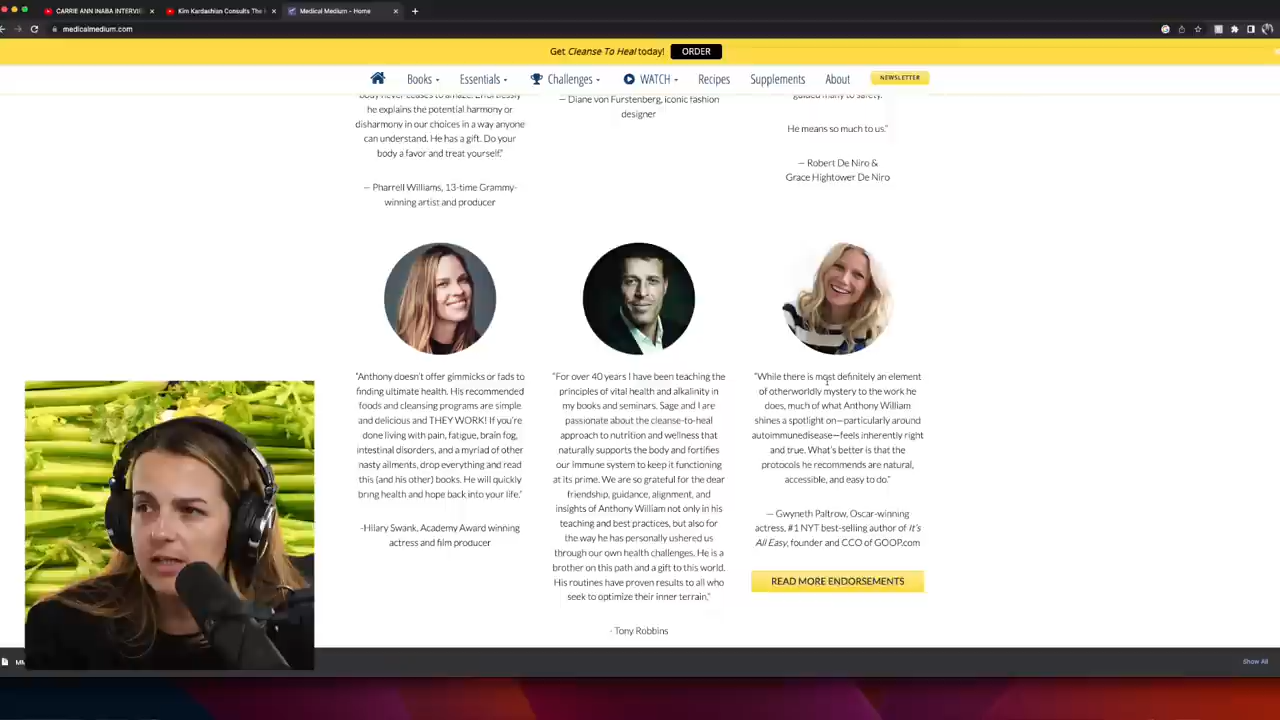 CARRIE ANN INABA INTERVIEW
Kim Kardashian Consults The
Medical Medium - Home
medicalmedium.com
Get Cleanse To Heal today! ORDER
Books Essentials Challenges WATCH Recipes Supplements About NEWSLETTER
body never ceases to amaze. Effortlessly
he explains the potential harmony or
disharmony in our choices in a way anyone
can understand. He has a gift. Do your
body a favor and treat yourself."
— Pharrell Williams, 13-time Grammy-
winning artist and producer
— Diane von Furstenberg, iconic fashion
designer
guided many to safety.
He means so much to us."
— Robert De Niro &
Grace Hightower De Niro
"Anthony doesn't offer gimmicks or fads to
finding ultimate health. His recommended
foods and cleansing programs are simple
and delicious and THEY WORK! If you're
done living with pain, fatigue, brain fog,
intestinal disorders, and a myriad of other
nasty ailments, drop everything and read
this (and his other) books. He will quickly
bring health and hope back into your life."
-Hilary Swank, Academy Award winning
actress and film producer
"For over 40 years I have been teaching the
principles of vital health and alkalinity in
my books and seminars. Sage and I are
passionate about the cleanse-to-heal
approach to nutrition and wellness that
naturally supports the body and fortifies
our immune system to keep it functioning
at its prime. We are so grateful for the dear
friendship, guidance, alignment, and
insights of Anthony William not only in his
teaching and best practices, but also for
the way he has personally ushered us
through our own health challenges. He is a
brother on this path and a gift to this world.
His routines have proven results to all who
seek to optimize their inner terrain."
- Tony Robbins
"While there is most definitely an element
of otherworldly mystery to the work he
does, much of what Anthony William
shines a spotlight on—particularly around
autoimmunedisease—feels inherently right
and true. What's better is that the
protocols he recommends are natural,
accessible, and easy to do."
— Gwyneth Paltrow, Oscar-winning
actress, #1 NYT best-selling author of It's
All Easy, founder and CCO of GOOP.com
READ MORE ENDORSEMENTS
Show All